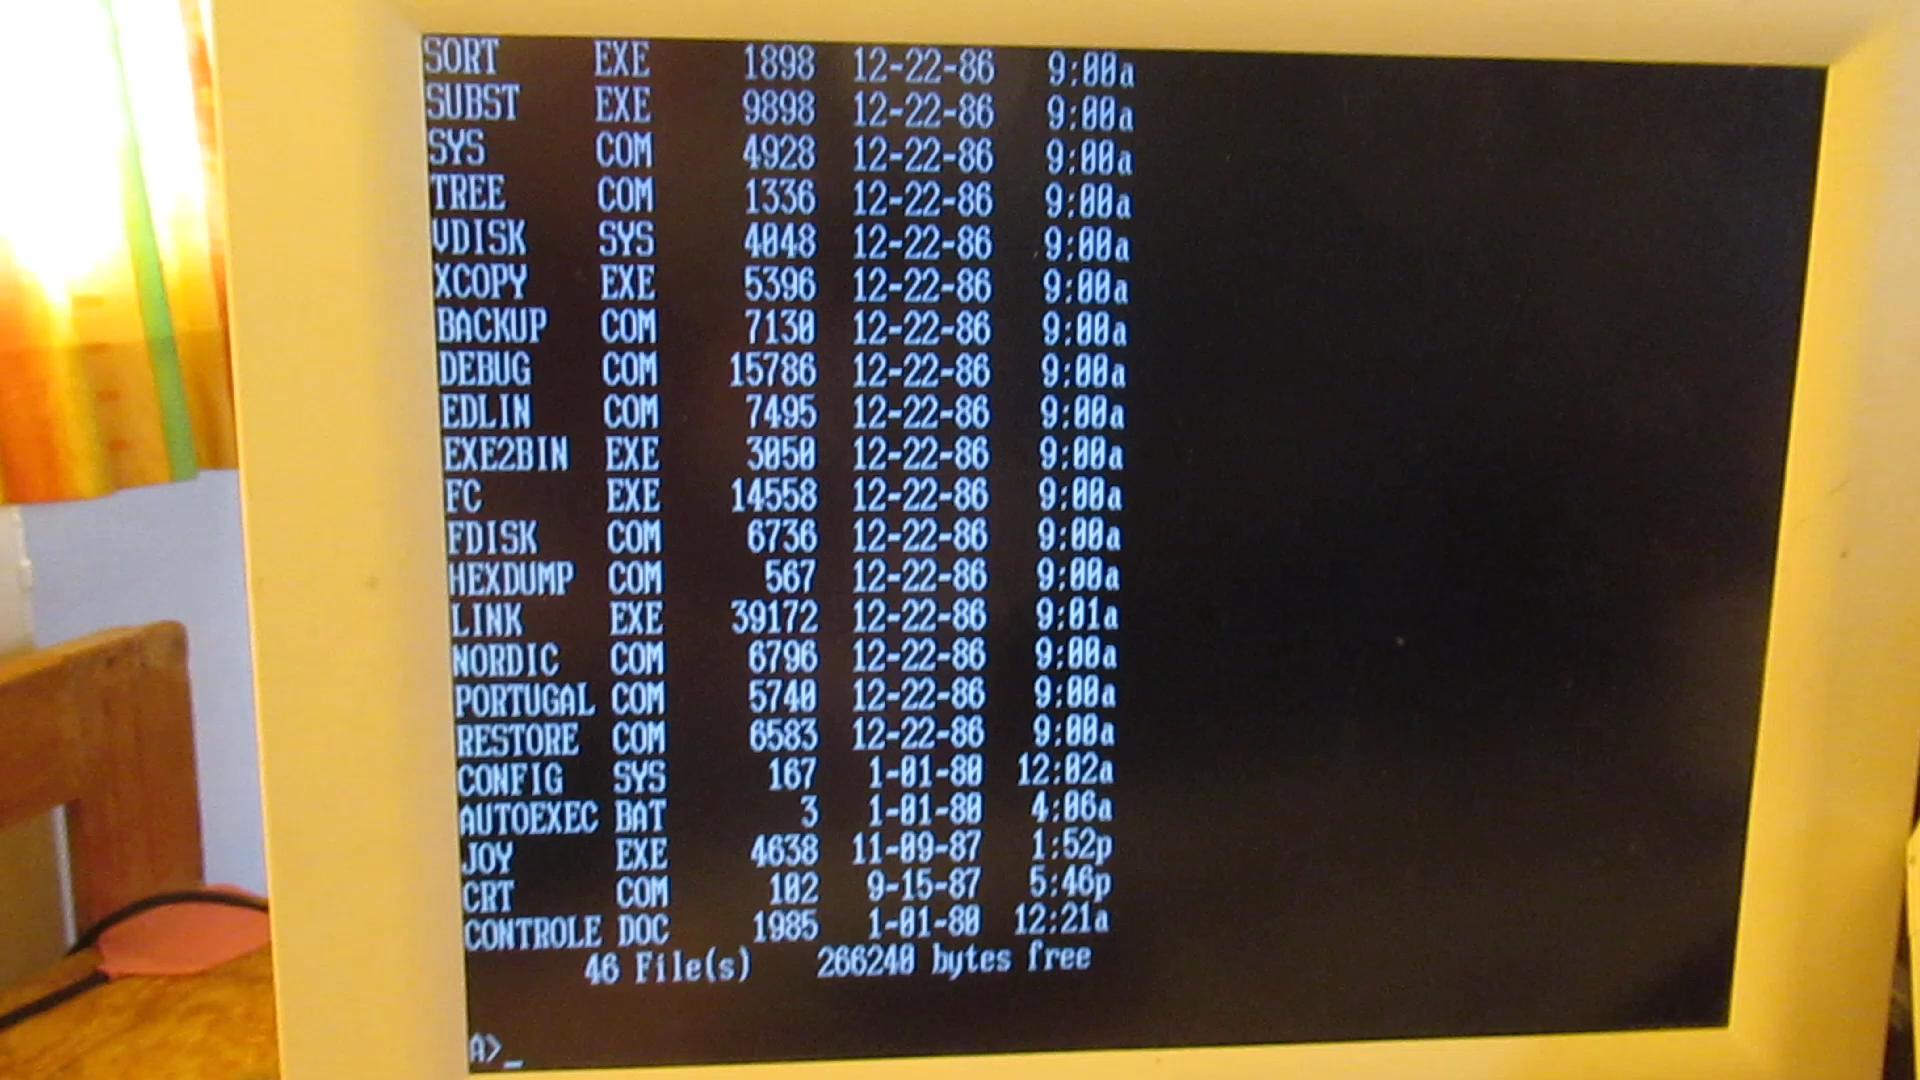 SORT EXE 1898 12-22-86 9:00a
SUBST EXE 9898 12-22-86 9:00a
SYS COM 4928 12-22-86 9:00a
TREE COM 1336 12-22-86 9:00a
VDISK SYS 4048 12-22-86 9:00a
XCOPY EXE 5396 12-22-86 9:00a
BACKUP COM 7130 12-22-86 9:00a
DEBUG COM 15786 12-22-86 9:00a
EDLIN COM 7495 12-22-86 9:00a
EXE2BIN EXE 3050 12-22-86 9:00a
FC EXE 14558 12-22-86 9:00a
FDISK COM 6736 12-22-86 9:00a
HEXDUMP COM 567 12-22-86 9:00a
LINK EXE 39172 12-22-86 9:01a
NORDIC COM 6796 12-22-86 9:00a
PORTUGAL COM 5740 12-22-86 9:00a
RESTORE COM 6583 12-22-86 9:00a
CONFIG SYS 167 1-01-80 12:02a
AUTOEXEC BAT 3 1-01-80 4:06a
JOY EXE 4638 11-09-87 1:52p
CRT COM 102 9-15-87 5:46p
CONTROLE DOC 1985 1-01-80 12:21a
46 File(s) 266240 bytes free
A>_